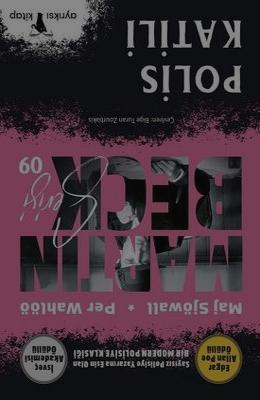 Edgar
Allan Poe
Ödülü
Sayısız Polisiye Yazarına Esin Olan
BİR MODERN POLİSİYE KLASİĞİ
İsveç
Akademisi
Ödülü
Maj Sjöwall * Per Wahlöö
MARTIN
BECK
Serisi
09
Çeviren: Bige Turan Zourbakis
POLİS
KATİLİ
ayrıksı kitap